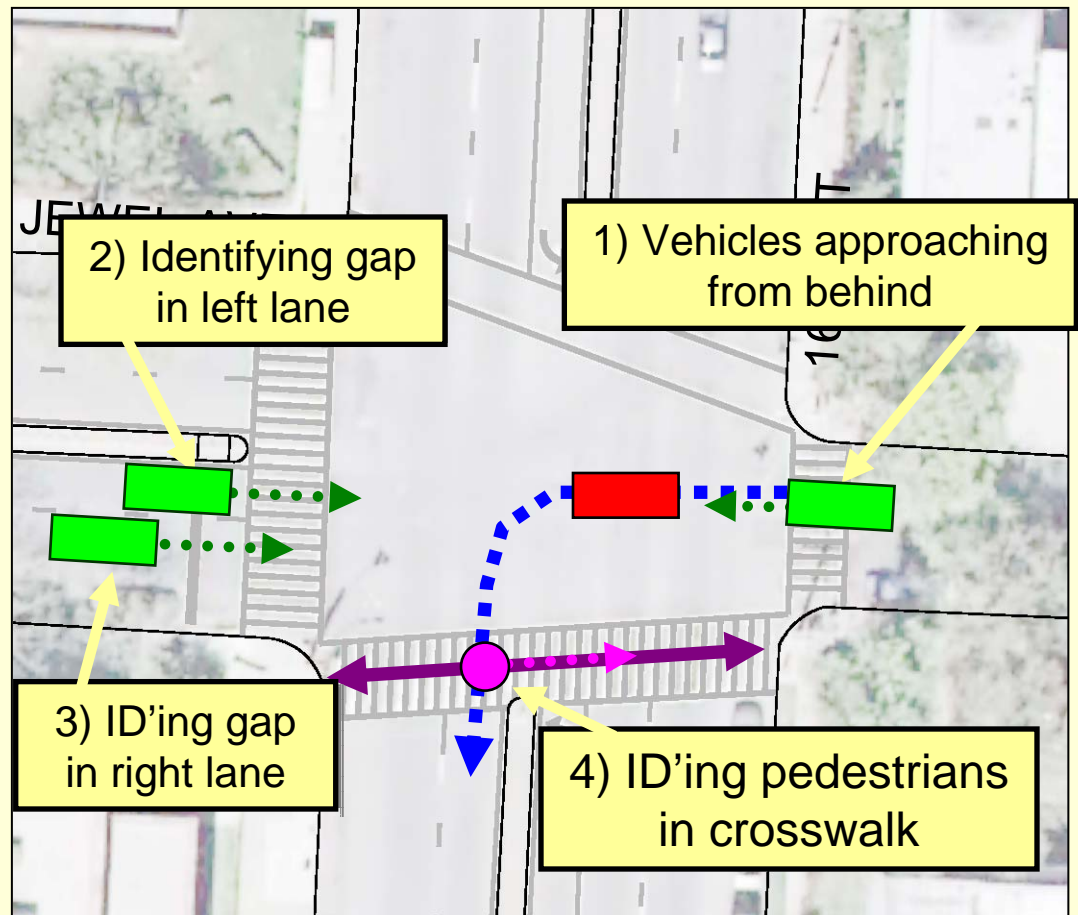 2) Identifying gap
in left lane
1) Vehicles approaching
from behind
3) ID’ing gap
in right lane
4) ID’ing pedestrians
in crosswalk